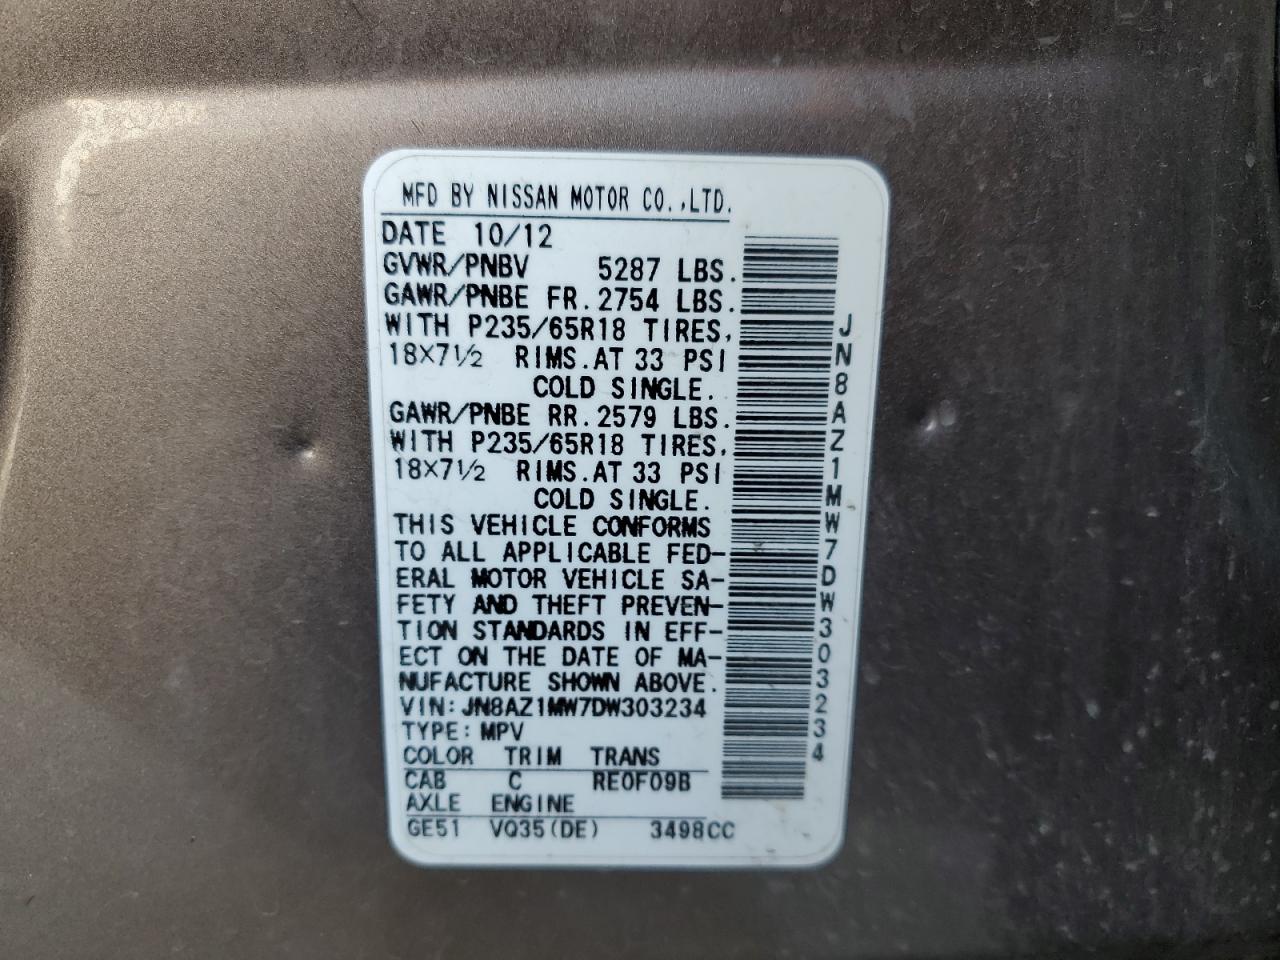 MFD BY NISSAN MOTOR CO.,LTD.
DATE 10/12
GVWR/PNBV 5287 LBS.
GAWR/PNBE FR. 2754 LBS.
WITH P235/65R18 TIRES,
18×7½ RIMS.AT 33 PSI
COLD SINGLE.
GAWR/PNBE RR. 2579 LBS.
WITH P235/65R18 TIRES,
18×7½ RIMS.AT 33 PSI
COLD SINGLE.
THIS VEHICLE CONFORMS
TO ALL APPLICABLE FED-
ERAL MOTOR VEHICLE SA-
FETY AND THEFT PREVEN-
TION STANDARDS IN EFF-
ECT ON THE DATE OF MA-
NUFACTURE SHOWN ABOVE.
VIN: JN8AZ1MW7DW303234
TYPE: MPV
COLOR TRIM TRANS
CAB C RE0F09B
AXLE ENGINE
GE51 VQ35(DE) 3498CC
JN8AZ1MW7DW303234